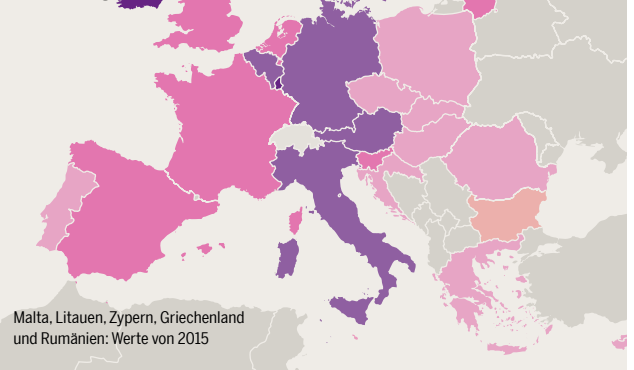 Malta, Litauen, Zypern, Griechenland
und Rumänien: Werte von 2015